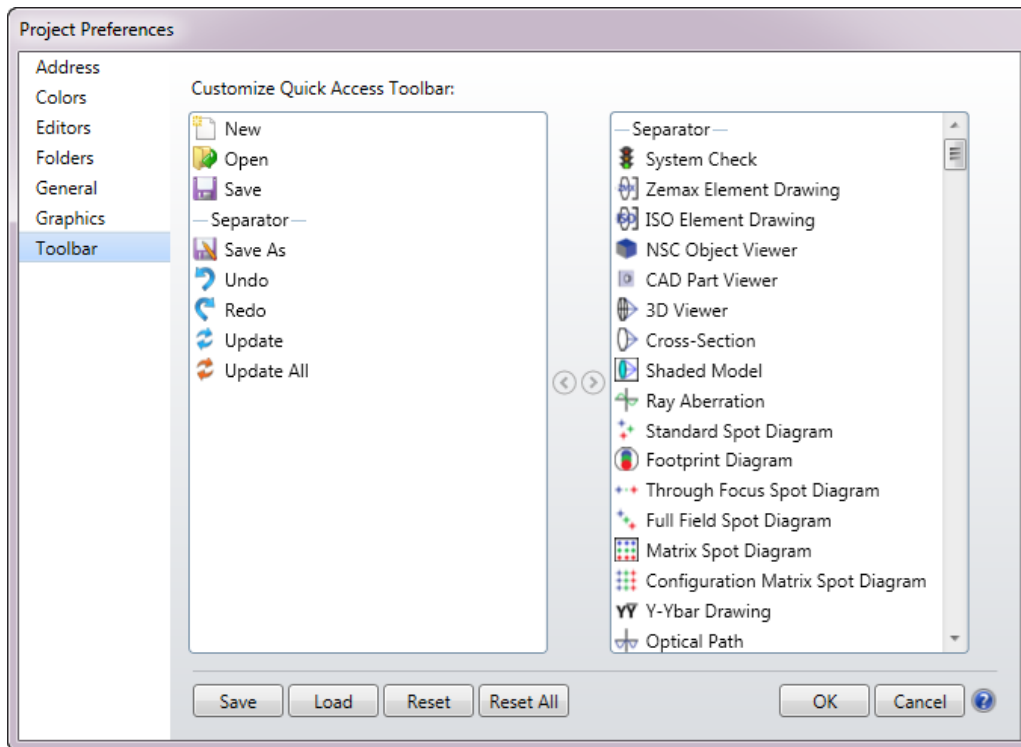 Project Preferences
Address
Colors
Editors
Folders
General
Graphics
Toolbar
Customize Quick Access Toolbar:
New
Open
Save
Separator
Save As
Undo
Redo
Update
Update All
Separator
System Check
Zemax Element Drawing
ISO Element Drawing
NSC Object Viewer
CAD Part Viewer
3D Viewer
Cross-Section
Shaded Model
Ray Aberration
Standard Spot Diagram
Footprint Diagram
Through Focus Spot Diagram
Full Field Spot Diagram
Matrix Spot Diagram
Configuration Matrix Spot Diagram
YȲ Y-Ybar Drawing
Optical Path
Save Load Reset Reset All OK Cancel ?